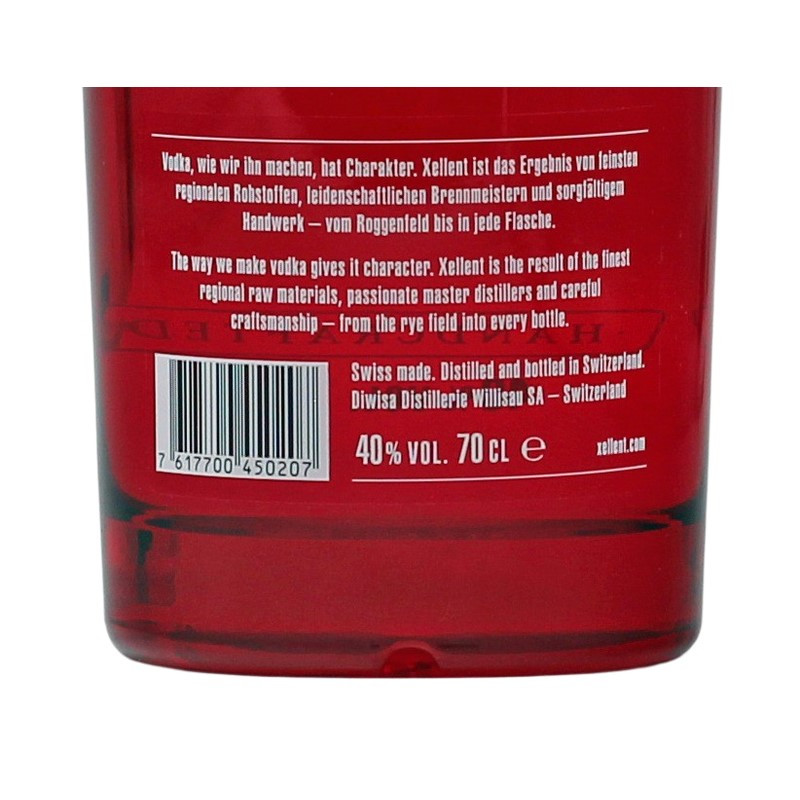 Vodka, wie wir ihn machen, hat Charakter. Xellent ist das Ergebnis von feinsten
regionalen Rohstoffen, leidenschaftlichen Brennmeistern und sorgfältigem
Handwerk – vom Roggenfeld bis in jede Flasche.
The way we make vodka gives it character. Xellent is the result of the finest
regional raw materials, passionate master distillers and careful
craftsmanship – from the rye field into every bottle.
HANDCRAFTED
Swiss made. Distilled and bottled in Switzerland.
Diwisa Distillerie Willisau SA – Switzerland
40% VOL. 70 CL ℮
xellent.com
7 617700 450207